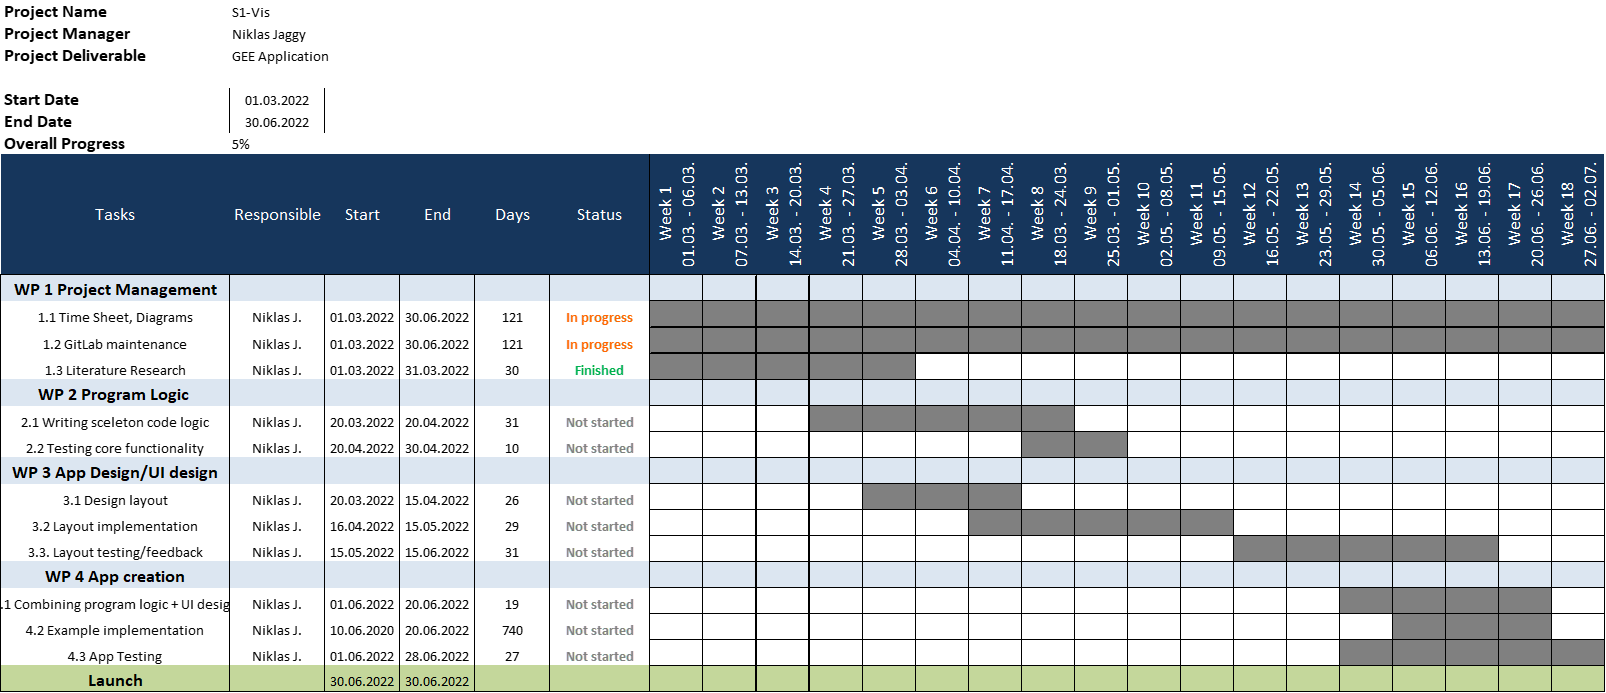 Project Name S1-Vis
Project Manager Niklas Jaggy
Project Deliverable GEE Application
Start Date 01.03.2022
End Date 30.06.2022
Overall Progress 5%
Tasks Responsible Start End Days Status
Week 1 01.03. - 06.03.
Week 2 07.03. - 13.03.
Week 3 14.03. - 20.03.
Week 4 21.03. - 27.03.
Week 5 28.03. - 03.04.
Week 6 04.04. - 10.04.
Week 7 11.04. - 17.04.
Week 8 18.03. - 24.03.
Week 9 25.03. - 01.05.
Week 10 02.05. - 08.05.
Week 11 09.05. - 15.05.
Week 12 16.05. - 22.05.
Week 13 23.05. - 29.05.
Week 14 30.05. - 05.06.
Week 15 06.06. - 12.06.
Week 16 13.06. - 19.06.
Week 17 20.06. - 26.06.
Week 18 27.06. - 02.07.
WP 1 Project Management
1.1 Time Sheet, Diagrams Niklas J. 01.03.2022 30.06.2022 121 In progress
1.2 GitLab maintenance Niklas J. 01.03.2022 30.06.2022 121 In progress
1.3 Literature Research Niklas J. 01.03.2022 31.03.2022 30 Finished
WP 2 Program Logic
2.1 Writing sceleton code logic Niklas J. 20.03.2022 20.04.2022 31 Not started
2.2 Testing core functionality Niklas J. 20.04.2022 30.04.2022 10 Not started
WP 3 App Design/UI design
3.1 Design layout Niklas J. 20.03.2022 15.04.2022 26 Not started
3.2 Layout implementation Niklas J. 16.04.2022 15.05.2022 29 Not started
3.3. Layout testing/feedback Niklas J. 15.05.2022 15.06.2022 31 Not started
WP 4 App creation
.1 Combining program logic + UI desig Niklas J. 01.06.2022 20.06.2022 19 Not started
4.2 Example implementation Niklas J. 10.06.2020 20.06.2022 740 Not started
4.3 App Testing Niklas J. 01.06.2022 28.06.2022 27 Not started
Launch 30.06.2022 30.06.2022